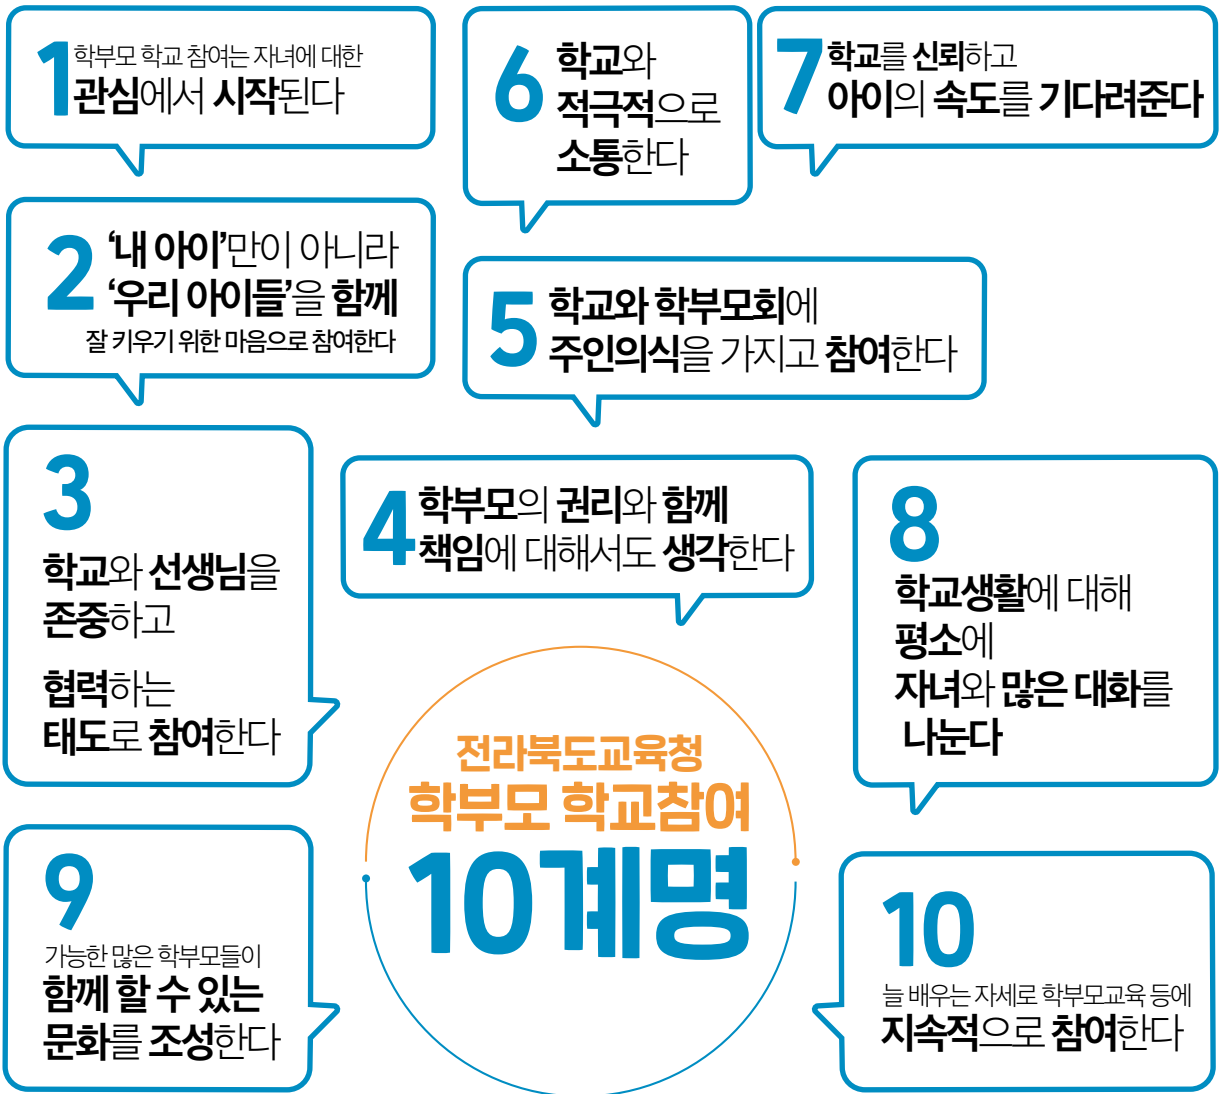 1
학부모 학교 참여는 자녀에 대한
관심에서 시작된다
2
‘내 아이’만이 아니라
‘우리 아이들’을 함께
잘 키우기 위한 마음으로 참여한다
3
학교와 선생님을
존중하고
협력하는
태도로 참여한다
4
학부모의 권리와 함께
책임에 대해서도 생각한다
5
학교와 학부모회에
주인의식을 가지고 참여한다
6
학교와
적극적으로
소통한다
7
학교를 신뢰하고
아이의 속도를 기다려준다
8
학교생활에 대해
평소에
자녀와 많은 대화를
나눈다
9
가능한 많은 학부모들이
함께 할 수 있는
문화를 조성한다
10
늘 배우는 자세로 학부모교육 등에
지속적으로 참여한다
전라북도교육청
학부모 학교참여
10계명